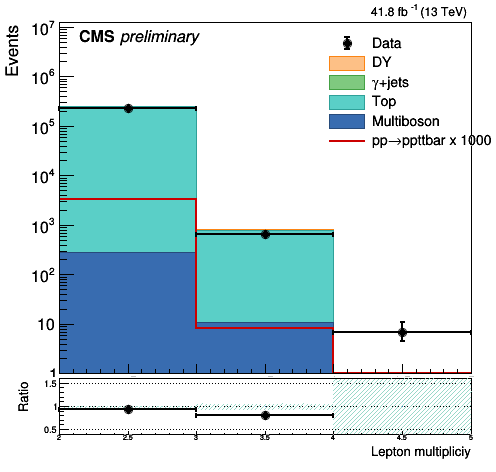 41.8 fb⁻¹ (13 TeV)
CMS preliminary
Events
10⁷
10⁶
10⁵
10⁴
10³
10²
10
1
Data
DY
γ+jets
Top
Multiboson
pp→ppttbar x 1000
Ratio
1.5
1
0.5
2 2.5 3 3.5 4 4.5 5
Lepton multipliciy